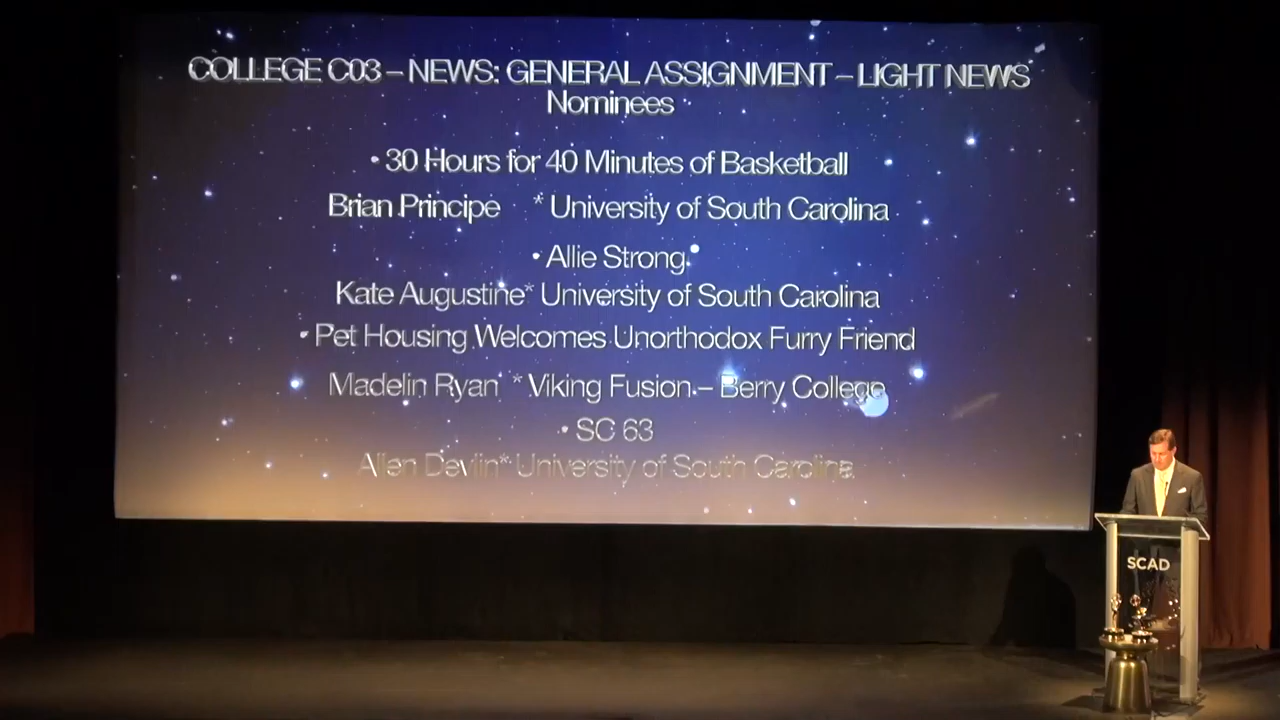 COLLEGE C03 – NEWS: GENERAL ASSIGNMENT – LIGHT NEWS
Nominees
• 30 Hours for 40 Minutes of Basketball
Brian Principe * University of South Carolina
• Allie Strong
Kate Augustine* University of South Carolina
• Pet Housing Welcomes Unorthodox Furry Friend
Madelin Ryan * Viking Fusion – Berry College
• SC 63
Allen Devlin* University of South Carolina
SCAD